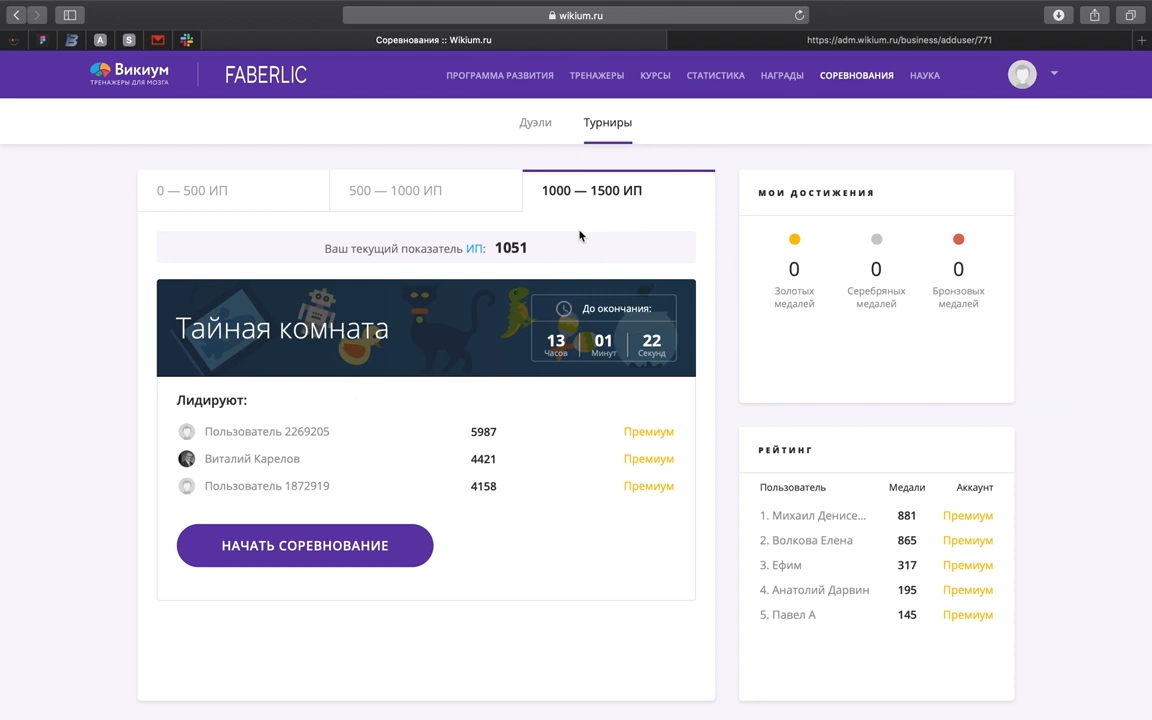 wikium.ru
A
S
Соревнования :: Wikium.ru
https://adm.wikium.ru/business/adduser/771
Викиум
ТРЕНАЖЕРЫ ДЛЯ МОЗГА
FABERLIC
ПРОГРАММА РАЗВИТИЯ
ТРЕНАЖЕРЫ
КУРСЫ
СТАТИСТИКА
НАГРАДЫ
СОРЕВНОВАНИЯ
НАУКА
Дуэли
Турниры
0 — 500 ИП
500 — 1000 ИП
1000 — 1500 ИП
Ваш текущий показатель ИП: 1051
Тайная комната
До окончания:
13 01 22
Часов Минут Секунд
Лидируют:
Пользователь 2269205 5987 Премиум
Виталий Карелов 4421 Премиум
Пользователь 1872919 4158 Премиум
НАЧАТЬ СОРЕВНОВАНИЕ
МОИ ДОСТИЖЕНИЯ
0 0 0
Золотых Серебряных Бронзовых
медалей медалей медалей
РЕЙТИНГ
Пользователь Медали Аккаунт
1. Михаил Денисе... 881 Премиум
2. Волкова Елена 865 Премиум
3. Ефим 317 Премиум
4. Анатолий Дарвин 195 Премиум
5. Павел А 145 Премиум